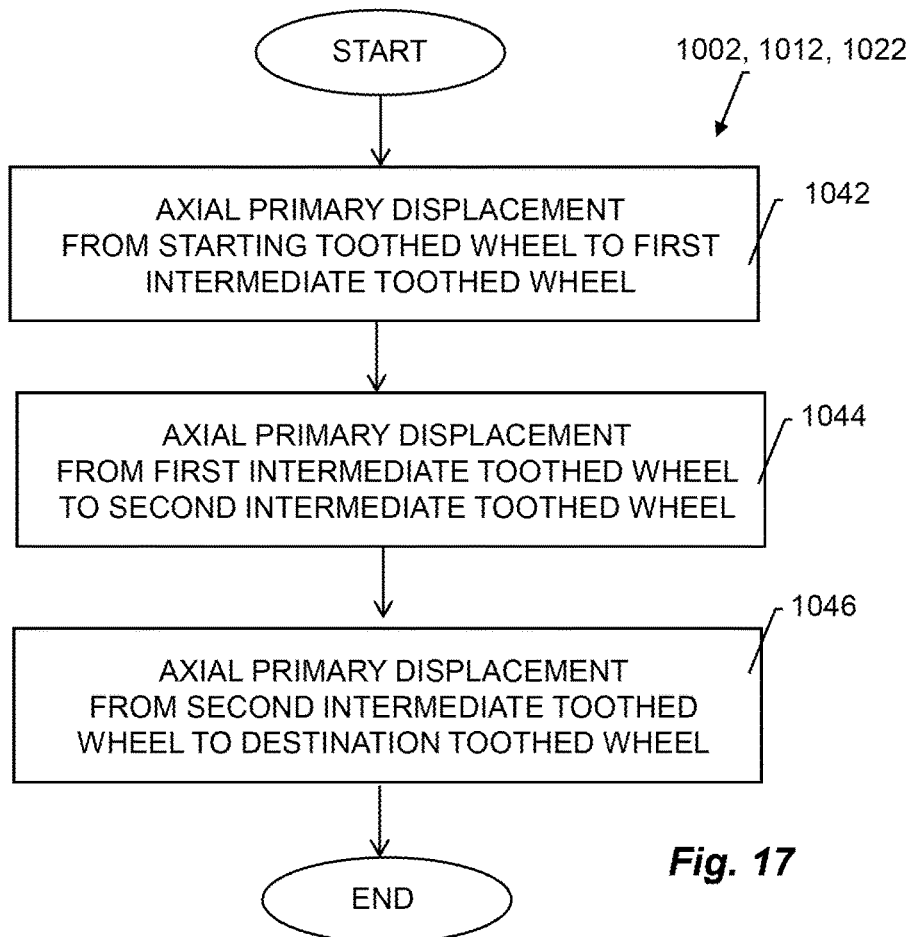 START
1002, 1012, 1022
AXIAL PRIMARY DISPLACEMENT
FROM STARTING TOOTHED WHEEL TO FIRST
INTERMEDIATE TOOTHED WHEEL
1042
AXIAL PRIMARY DISPLACEMENT
FROM FIRST INTERMEDIATE TOOTHED WHEEL
TO SECOND INTERMEDIATE TOOTHED WHEEL
1044
AXIAL PRIMARY DISPLACEMENT
FROM SECOND INTERMEDIATE TOOTHED
WHEEL TO DESTINATION TOOTHED WHEEL
1046
END
Fig. 17